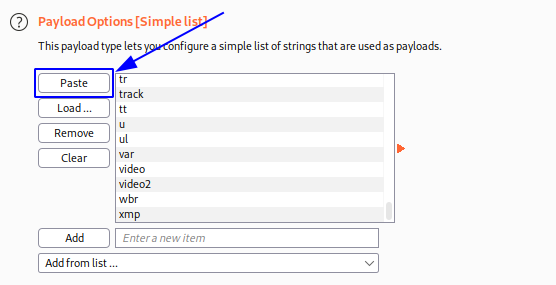 Payload Options [Simple list]
This payload type lets you configure a simple list of strings that are used as payloads.
Paste
Load ...
Remove
Clear
tr
track
tt
u
ul
var
video
video2
wbr
xmp
Add
Enter a new item
Add from list ...